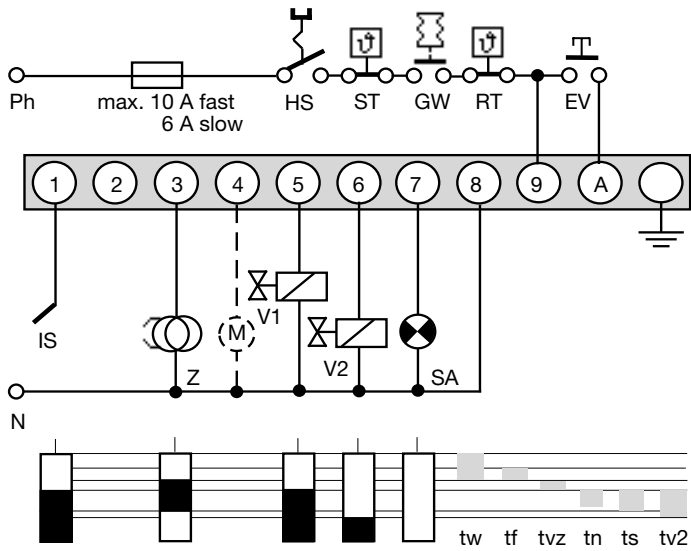 ϑ ϑ
Ph max. 10 A fast HS ST GW RT EV
6 A slow
1 2 3 4 5 6 7 8 9 A
IS Z M V1 V2 SA
N
tw tf tvz tn ts tv2